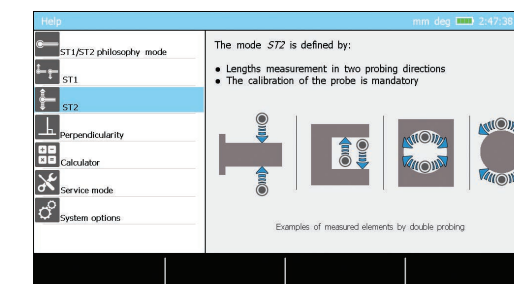 Help
mm deg 2:47:38
ST1/ST2 philosophy mode
ST1
ST2
Perpendicularity
Calculator
Service mode
System options
The mode ST2 is defined by:
• Lengths measurement in two probing directions
• The calibration of the probe is mandatory
Examples of measured elements by double probing